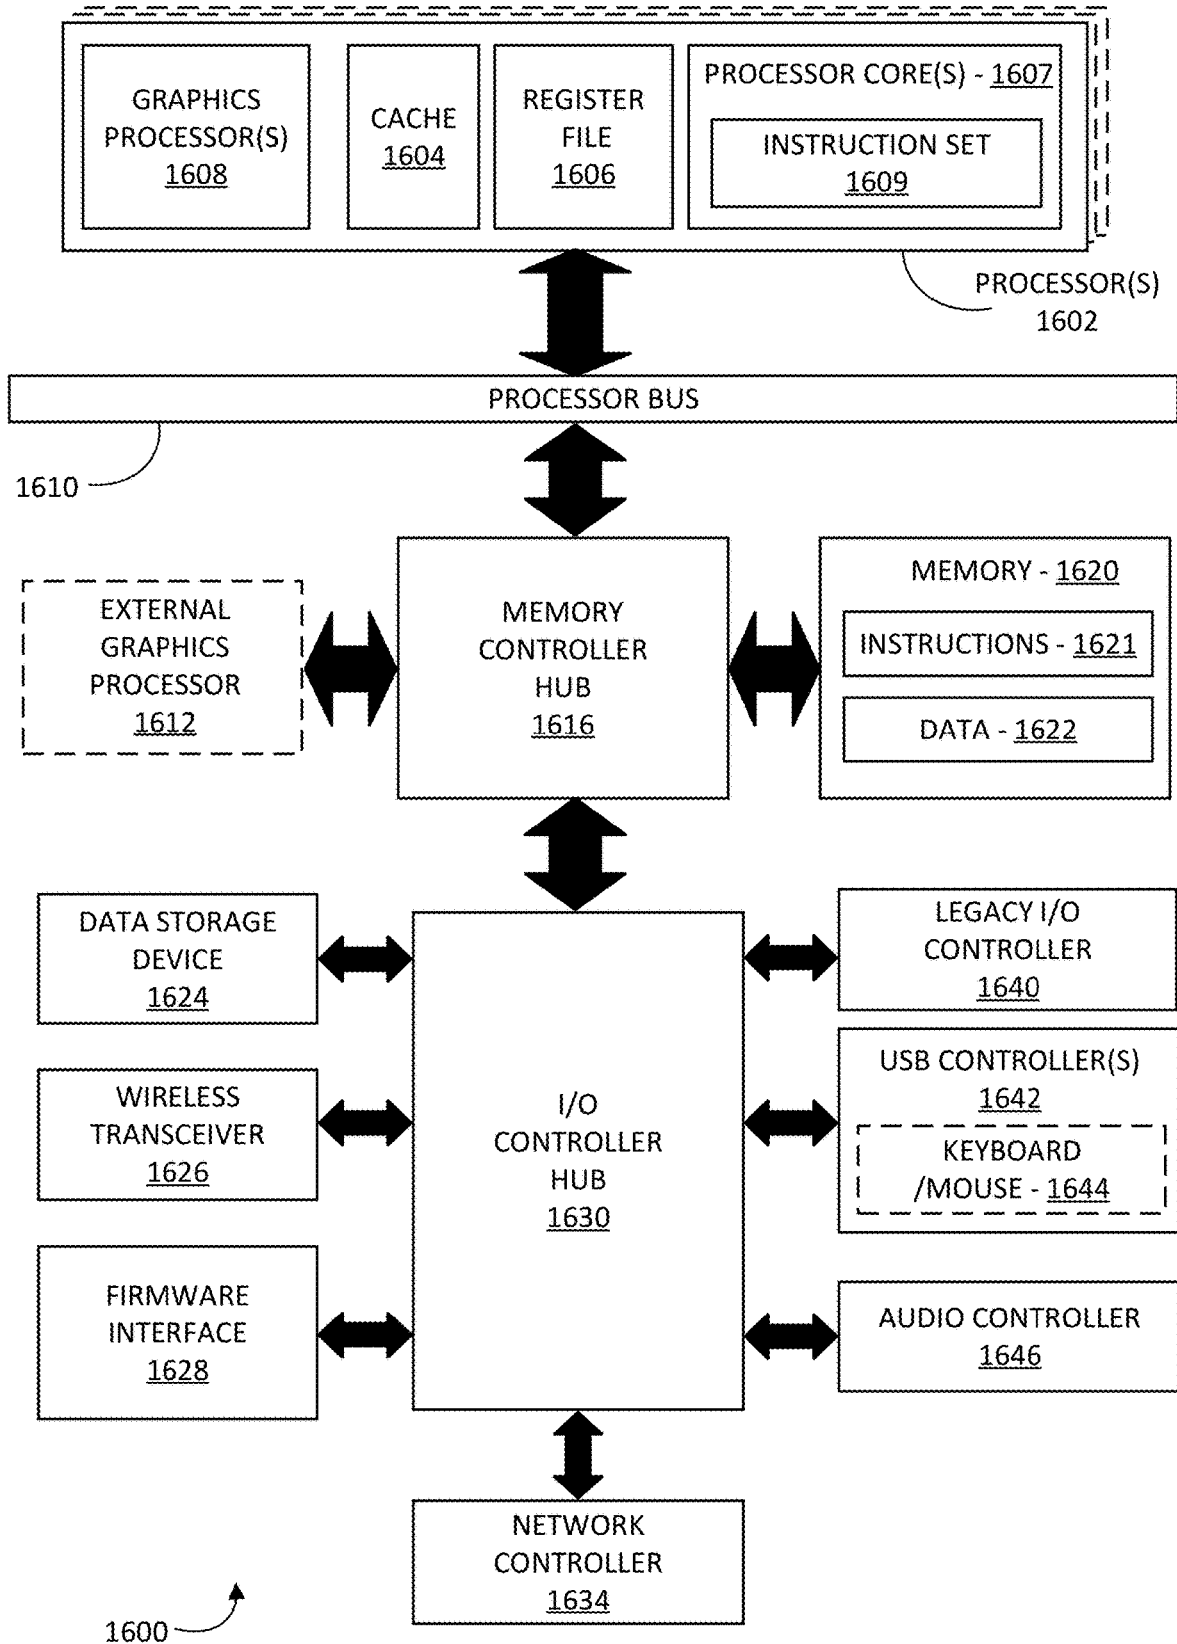 GRAPHICS
PROCESSOR(S)
1608
CACHE
1604
REGISTER
FILE
1606
PROCESSOR CORE(S) - 1607
INSTRUCTION SET
1609
PROCESSOR(S)
1602
PROCESSOR BUS
1610
EXTERNAL
GRAPHICS
PROCESSOR
1612
MEMORY
CONTROLLER
HUB
1616
MEMORY - 1620
INSTRUCTIONS - 1621
DATA - 1622
DATA STORAGE
DEVICE
1624
LEGACY I/O
CONTROLLER
1640
WIRELESS
TRANSCEIVER
1626
I/O
CONTROLLER
HUB
1630
USB CONTROLLER(S)
1642
KEYBOARD
/MOUSE - 1644
FIRMWARE
INTERFACE
1628
AUDIO CONTROLLER
1646
NETWORK
CONTROLLER
1634
1600